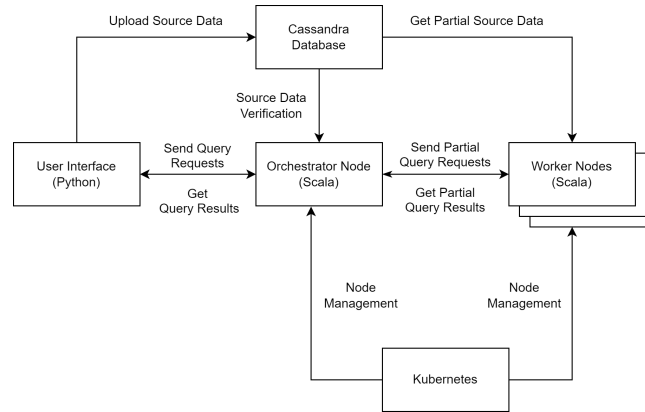 Upload Source Data
Cassandra
Database
Get Partial Source Data
Source Data
Verification
User Interface
(Python)
Send Query
Requests
Get
Query Results
Orchestrator Node
(Scala)
Send Partial
Query Requests
Get Partial
Query Results
Worker Nodes
(Scala)
Node
Management
Node
Management
Kubernetes